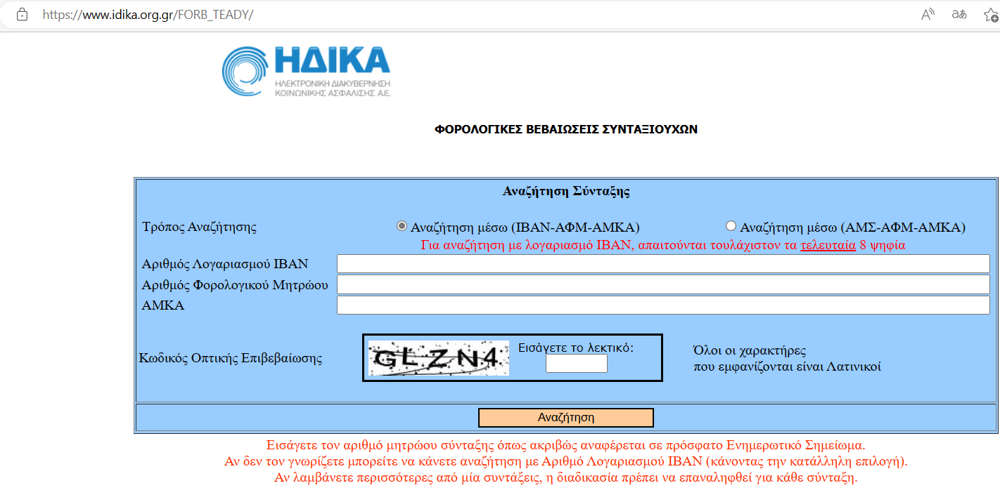 https://www.idika.org.gr/FORB_TEADY/
ΗΔΙΚΑ
ΗΛΕΚΤΡΟΝΙΚΗ ΔΙΑΚΥΒΕΡΝΗΣΗ
ΚΟΙΝΩΝΙΚΗΣ ΑΣΦΑΛΙΣΗΣ Α.Ε.
ΦΟΡΟΛΟΓΙΚΕΣ ΒΕΒΑΙΩΣΕΙΣ ΣΥΝΤΑΞΙΟΥΧΩΝ
Αναζήτηση Σύνταξης
Τρόπος Αναζήτησης Αναζήτηση μέσω (IBAN-ΑΦΜ-ΑΜΚΑ) Αναζήτηση μέσω (ΑΜΣ-ΑΦΜ-ΑΜΚΑ)
Για αναζήτηση με λογαριασμό IBAN, απαιτούνται τουλάχιστον τα τελευταία 8 ψηφία
Αριθμός Λογαριασμού IBAN
Αριθμός Φορολογικού Μητρώου
ΑΜΚΑ
Κωδικός Οπτικής Επιβεβαίωσης GLZN4 Εισάγετε το λεκτικό: Όλοι οι χαρακτήρες
που εμφανίζονται είναι Λατινικοί
Αναζήτηση
Εισάγετε τον αριθμό μητρώου σύνταξης όπως ακριβώς αναφέρεται σε πρόσφατο Ενημερωτικό Σημείωμα.
Αν δεν τον γνωρίζετε μπορείτε να κάνετε αναζήτηση με Αριθμό Λογαριασμού IBAN (κάνοντας την κατάλληλη επιλογή).
Αν λαμβάνετε περισσότερες από μία συντάξεις, η διαδικασία πρέπει να επαναληφθεί για κάθε σύνταξη.